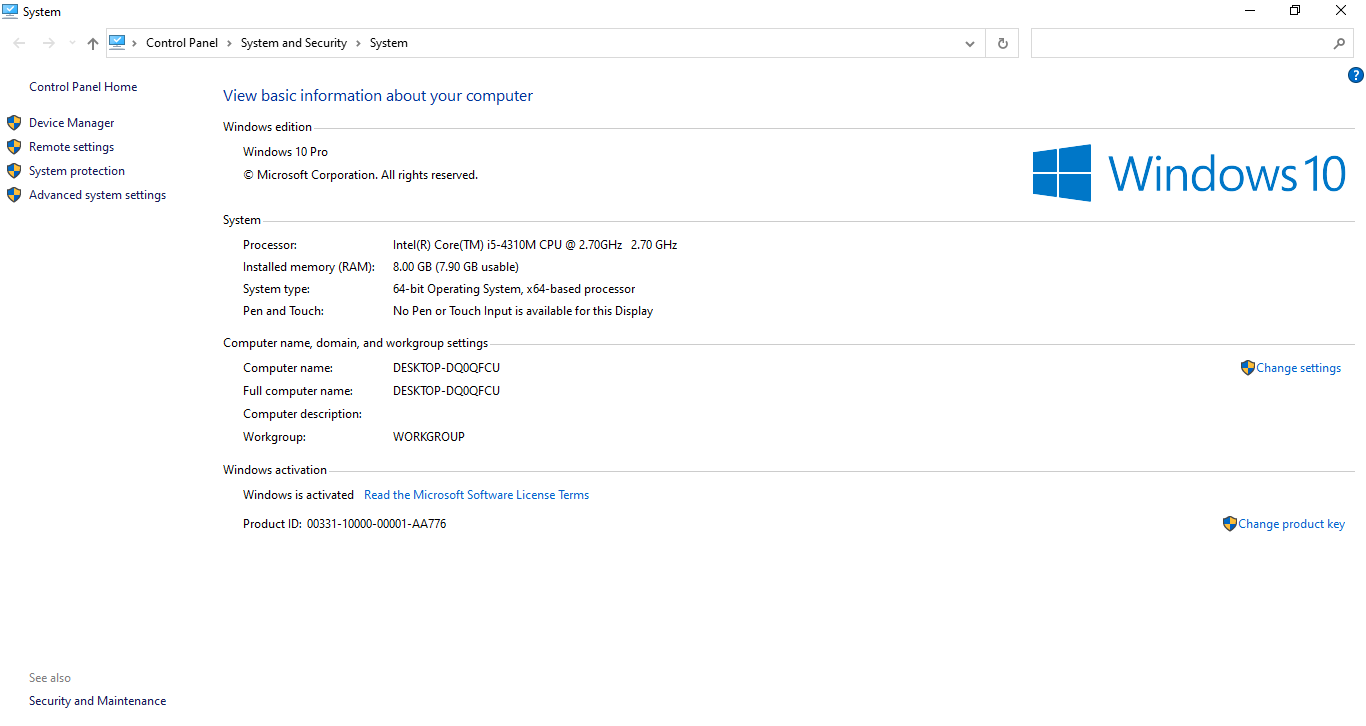 System
Control Panel › System and Security › System
?
Control Panel Home
Device Manager
Remote settings
System protection
Advanced system settings
See also
Security and Maintenance
View basic information about your computer
Windows edition
Windows 10 Pro
© Microsoft Corporation. All rights reserved.
Windows 10
System
Processor: Intel(R) Core(TM) i5-4310M CPU @ 2.70GHz 2.70 GHz
Installed memory (RAM): 8.00 GB (7.90 GB usable)
System type: 64-bit Operating System, x64-based processor
Pen and Touch: No Pen or Touch Input is available for this Display
Computer name, domain, and workgroup settings
Computer name: DESKTOP-DQ0QFCU Change settings
Full computer name: DESKTOP-DQ0QFCU
Computer description:
Workgroup: WORKGROUP
Windows activation
Windows is activated Read the Microsoft Software License Terms
Product ID: 00331-10000-00001-AA776 Change product key